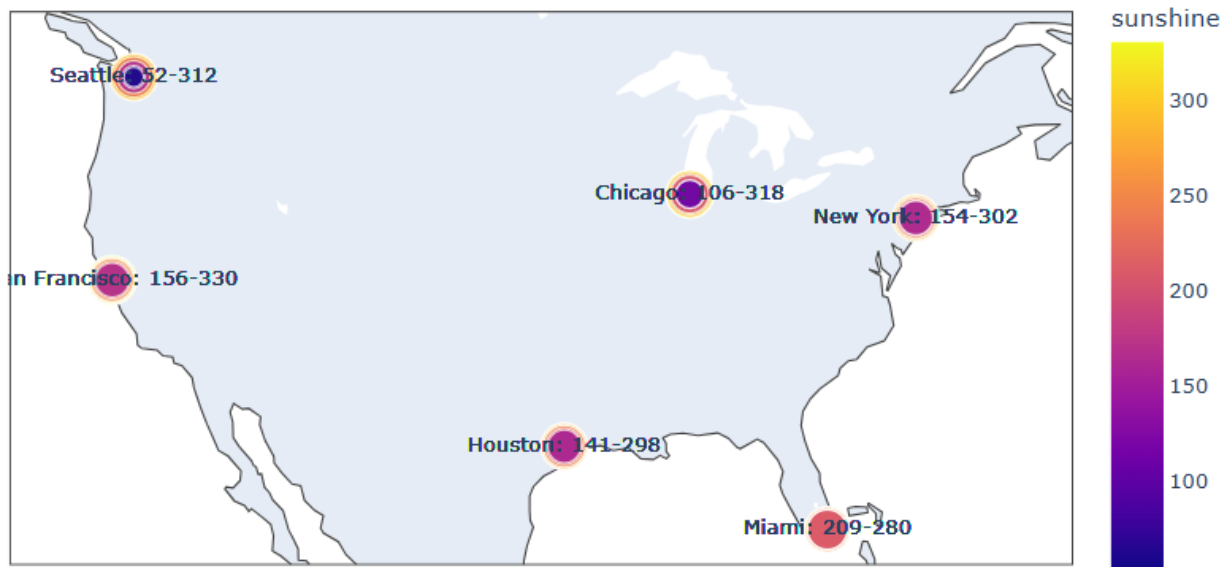 sunshine
Seattle: 52-312
300
Chicago: 106-318
New York: 154-302
250
an Francisco: 156-330
200
150
Houston: 141-298
100
Miami: 209-280